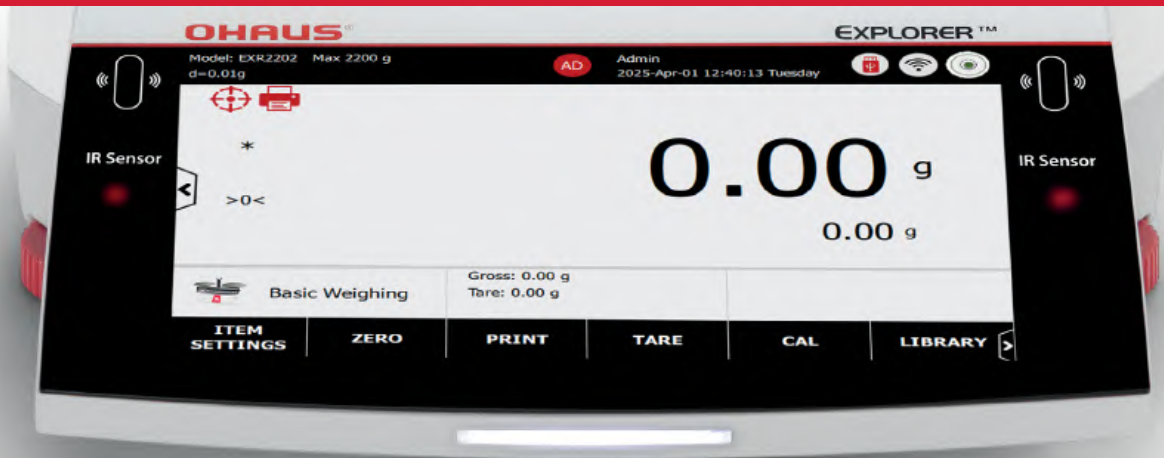 OHAUS®
EXPLORER™
Model: EXR2202 Max 2200 g
d=0.01g
AD
Admin
2025-Apr-01 12:40:13 Tuesday
IR Sensor
IR Sensor
*
0.00 g
>0<
0.00 g
Basic Weighing
Gross: 0.00 g
Tare: 0.00 g
ITEM
SETTINGS
ZERO
PRINT
TARE
CAL
LIBRARY